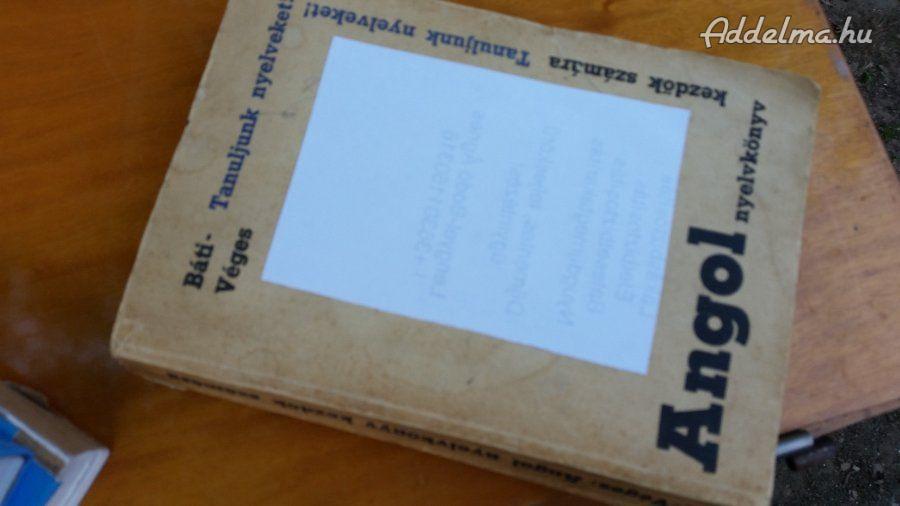 Addelma.hu
Báti-
Véges
Tanuljunk nyelveket!
Tanuljunk nyelveket!
kezdők számára
Angol
nyelvkönyv
Véges: Angol nyelvkönyv kezdők számára